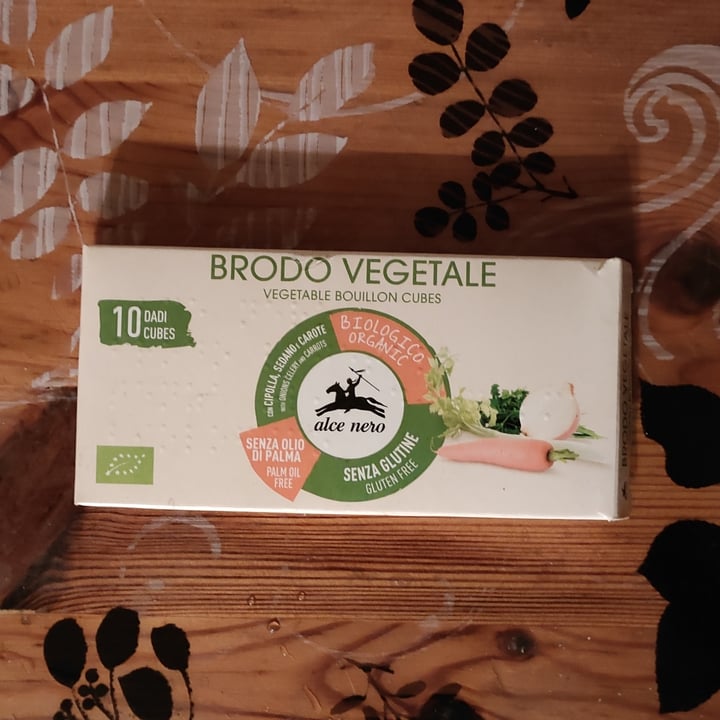 BRODO VEGETALE
VEGETABLE BOUILLON CUBES
10 DADI
CUBES
CON CIPOLLA, SEDANO E CAROTE
WITH ONIONS CELERY AND CARROTS
BIOLOGICO
ORGANIC
alce nero
SENZA OLIO
DI PALMA
PALM OIL
FREE
SENZA GLUTINE
GLUTEN FREE
BRODO VEGETALE